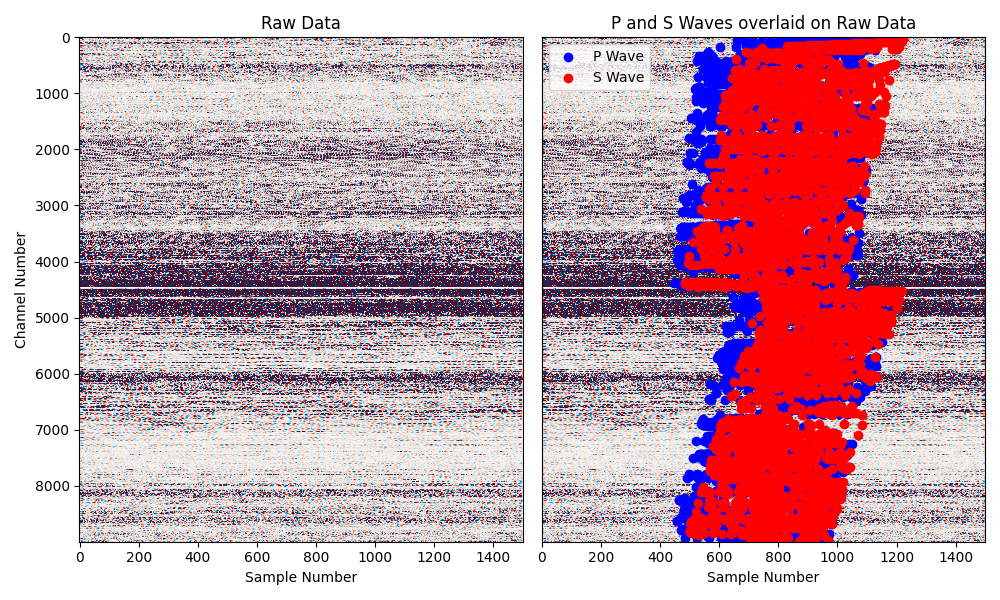 Raw Data
Channel Number
0
1000
2000
3000
4000
5000
6000
7000
8000
0 200 400 600 800 1000 1200 1400
Sample Number
P and S Waves overlaid on Raw Data
P Wave
S Wave
0 200 400 600 800 1000 1200 1400
Sample Number